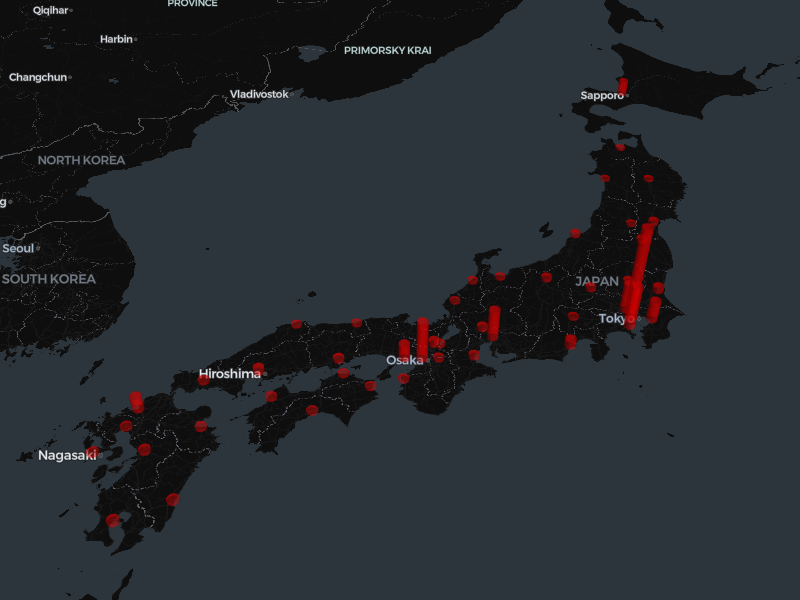 PROVINCE
Qiqihar
Harbin
PRIMORSKY KRAI
Changchun
Vladivostok
Sapporo
NORTH KOREA
g
Seoul
SOUTH KOREA
JAPAN
Tokyo
Osaka
Hiroshima
Nagasaki